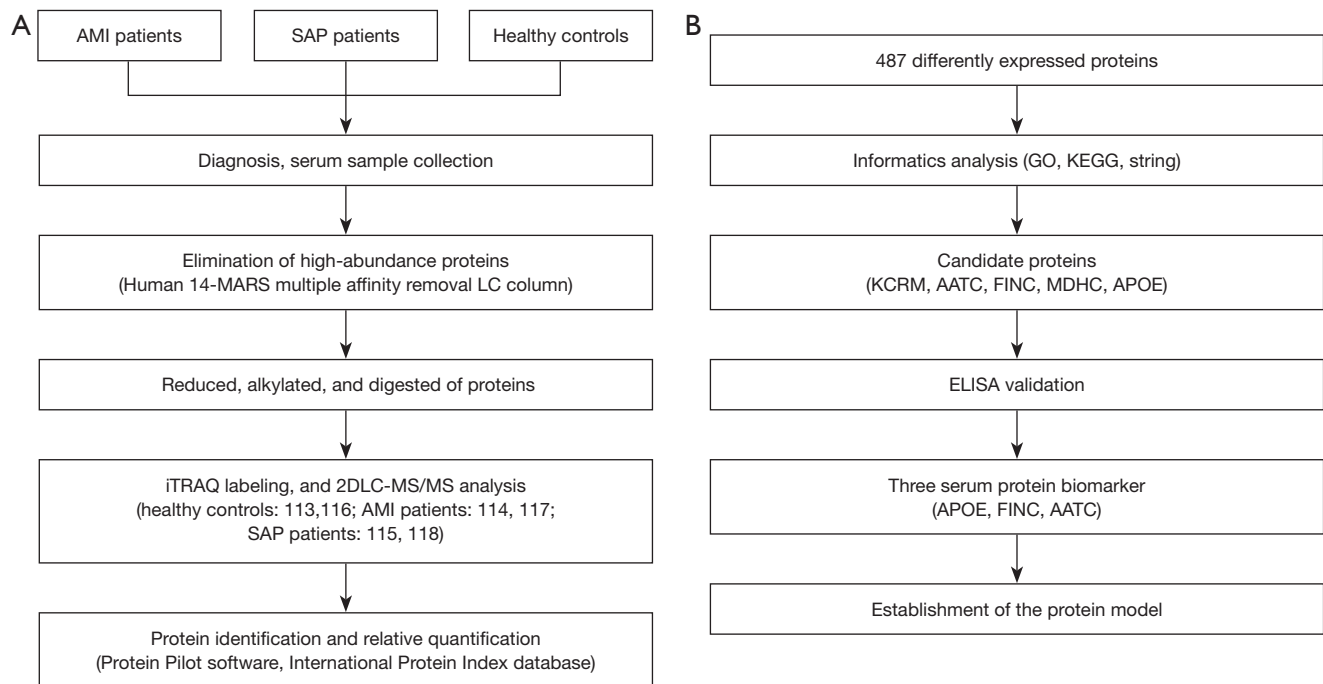 A
AMI patients
SAP patients
Healthy controls
Diagnosis, serum sample collection
Elimination of high-abundance proteins
(Human 14-MARS multiple affinity removal LC column)
Reduced, alkylated, and digested of proteins
iTRAQ labeling, and 2DLC-MS/MS analysis
(healthy controls: 113,116; AMI patients: 114, 117;
SAP patients: 115, 118)
Protein identification and relative quantification
(Protein Pilot software, International Protein Index database)
B
487 differently expressed proteins
Informatics analysis (GO, KEGG, string)
Candidate proteins
(KCRM, AATC, FINC, MDHC, APOE)
ELISA validation
Three serum protein biomarker
(APOE, FINC, AATC)
Establishment of the protein model